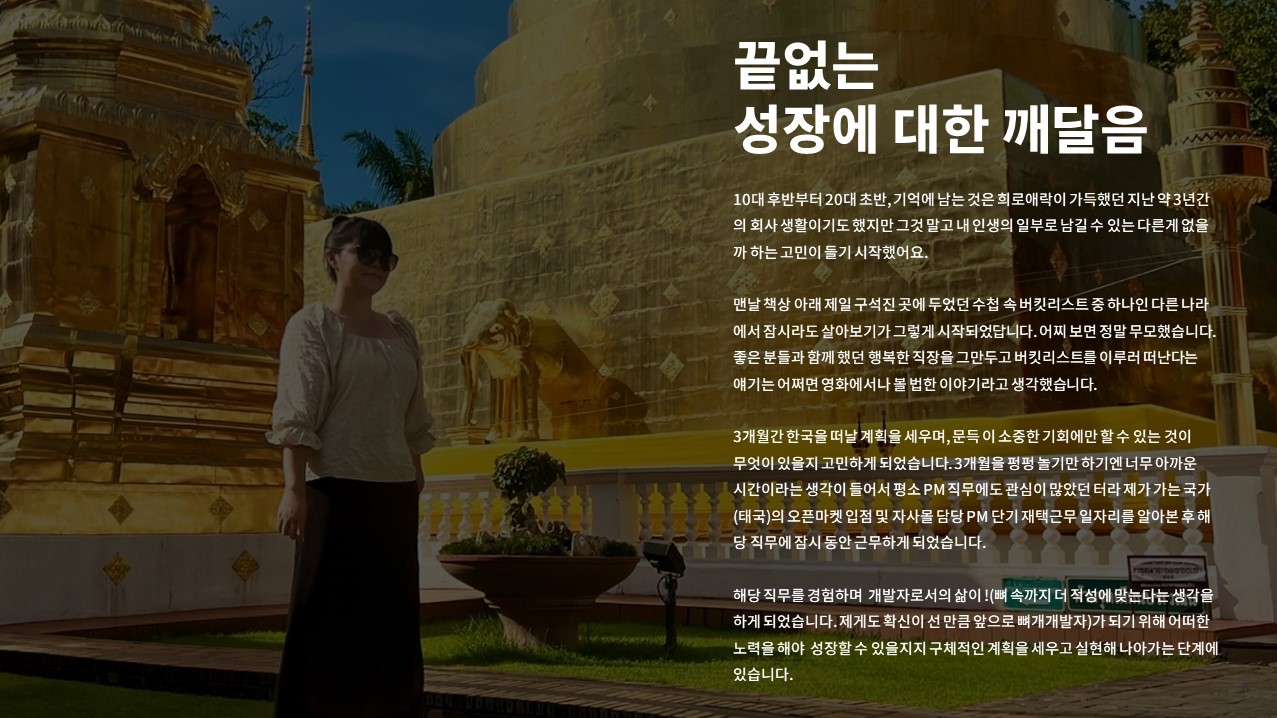 끝없는
성장에 대한 깨달음
10대 후반부터 20대 초반, 기억에 남는 것은 희로애락이 가득했던 지난 약 3년간
의 회사 생활이기도 했지만 그것 말고 내 인생의 일부로 남길 수 있는 다른게 없을
까 하는 고민이 들기 시작했어요.
맨날 책상 아래 제일 구석진 곳에 두었던 수첩 속 버킷리스트 중 하나인 다른 나라
에서 잠시라도 살아보기가 그렇게 시작되었답니다. 어찌 보면 정말 무모했습니다.
좋은 분들과 함께 했던 행복한 직장을 그만두고 버킷리스트를 이루러 떠난다는
얘기는 어쩌면 영화에서나 볼 법한 이야기라고 생각했습니다.
3개월간 한국을 떠날 계획을 세우며, 문득 이 소중한 기회에만 할 수 있는 것이
무엇이 있을지 고민하게 되었습니다. 3개월을 펑펑 놀기만 하기엔 너무 아까운
시간이라는 생각이 들어서 평소 PM 직무에도 관심이 많았던 터라 제가 가는 국가
(태국)의 오픈마켓 입점 및 자사몰 담당 PM 단기 재택근무 일자리를 알아본 후 해
당 직무에 잠시 동안 근무하게 되었습니다.
해당 직무를 경험하며 개발자로서의 삶이 !(뼈 속까지 더 적성에 맞는다는 생각을
하게 되었습니다. 제게도 확신이 선 만큼 앞으로 뼈개개발자)가 되기 위해 어떠한
노력을 해야 성장할 수 있을지지 구체적인 계획을 세우고 실현해 나아가는 단계에
있습니다.